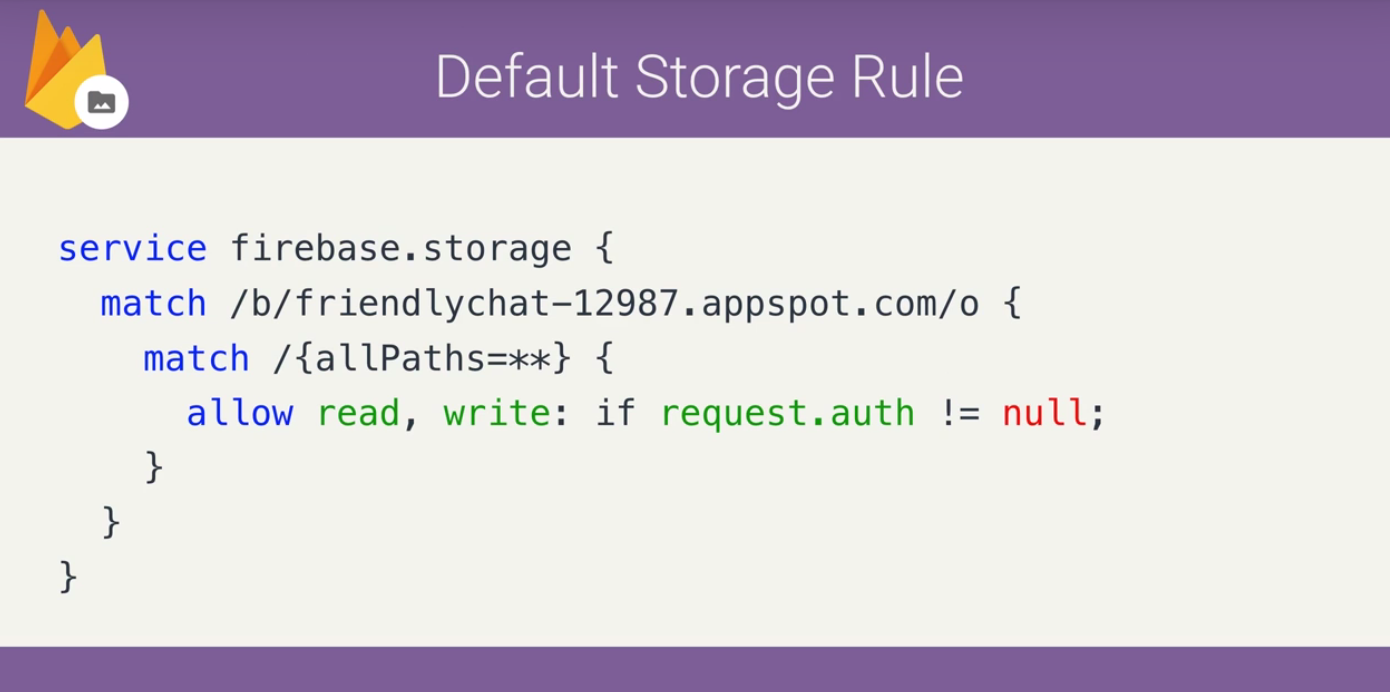 Default Storage Rule
service firebase.storage {
  match /b/friendlychat-12987.appspot.com/o {
    match /{allPaths=**} {
      allow read, write: if request.auth != null;
    }
  }
}